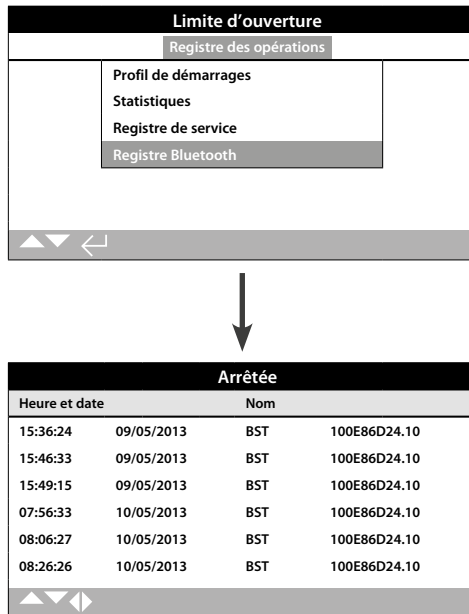 Limite d'ouverture
Registre des opérations
Profil de démarrages
Statistiques
Registre de service
Registre Bluetooth
Arrêtée
Heure et date Nom
15:36:24 09/05/2013 BST 100E86D24.10
15:46:33 09/05/2013 BST 100E86D24.10
15:49:15 09/05/2013 BST 100E86D24.10
07:56:33 10/05/2013 BST 100E86D24.10
08:06:27 10/05/2013 BST 100E86D24.10
08:26:26 10/05/2013 BST 100E86D24.10